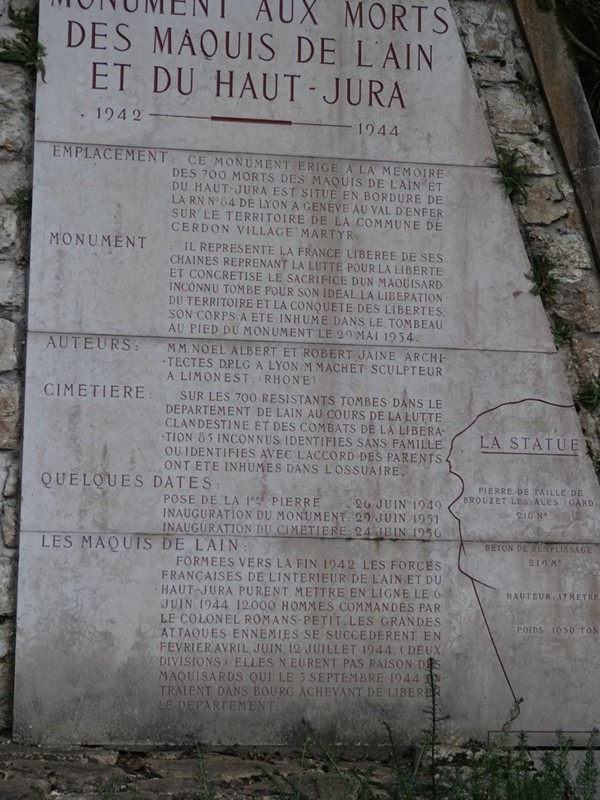 MONUMENT AUX MORTS
DES MAQUIS DE L'AIN
ET DU HAUT-JURA
1942 1944
EMPLACEMENT : CE MONUMENT ERIGE A LA MEMOIRE
DES 700 MORTS DES MAQUIS DE L'AIN ET
DU HAUT-JURA EST SITUE EN BORDURE DE
LA RN N°84 DE LYON A GENEVE AU VAL D'ENFER
SUR LE TERRITOIRE DE LA COMMUNE DE
CERDON VILLAGE MARTYR.
MONUMENT : IL REPRESENTE LA FRANCE LIBEREE DE SES
CHAINES REPRENANT LA LUTTE POUR LA LIBERTE
ET CONCRETISE LE SACRIFICE D'UN MAQUISARD
INCONNU TOMBE POUR SON IDEAL, LA LIBERATION
DU TERRITOIRE ET LA CONQUETE DES LIBERTES,
SON CORPS A ETE INHUME DANS LE TOMBEAU
AU PIED DU MONUMENT LE 29 MAI 1954.
AUTEURS : MM. NOEL ALBERT ET ROBERT JAINE ARCHI-
TECTES D.P.L.G A LYON M. MACHET SCULPTEUR
A LIMONEST. (RHONE)
CIMETIERE : SUR LES 700 RESISTANTS TOMBES DANS LE
DEPARTEMENT DE L'AIN AU COURS DE LA LUTTE
CLANDESTINE ET DES COMBATS DE LA LIBERA-
TION 85 INCONNUS, IDENTIFIES SANS FAMILLE
OU IDENTIFIES AVEC L'ACCORD DES PARENTS
ONT ETE INHUMES DANS L'OSSUAIRE.
QUELQUES DATES :
POSE DE LA 1ère PIERRE : 26 JUIN 1949
INAUGURATION DU MONUMENT: 29 JUIN 1951
INAUGURATION DU CIMETIERE: 24 JUIN 1956
LES MAQUIS DE L'AIN :
FORMEES VERS LA FIN 1942 LES FORCES
FRANÇAISES DE L'INTERIEUR DE L'AIN ET DU
HAUT-JURA PURENT METTRE EN LIGNE LE 6
JUIN 1944 12.000 HOMMES COMMANDES PAR
LE COLONEL ROMANS-PETIT. LES GRANDES
ATTAQUES ENNEMIES SE SUCCEDERENT EN
FEVRIER, AVRIL, JUIN, 12 JUILLET 1944. (DEUX
DIVISIONS) ELLES N'EURENT PAS RAISON DES
MAQUISARDS QUI LE 5 SEPTEMBRE 1944 EN
TRAIENT DANS BOURG ACHEVANT DE LIBERER
LE DEPARTEMENT.
LA STATUE
PIERRE DE TAILLE DE
BROUZET LES ALES (GARD)
216 M³
BETON DE REMPLISSAGE
219 M³
HAUTEUR : 17 METRE
POIDS : 1030 TON